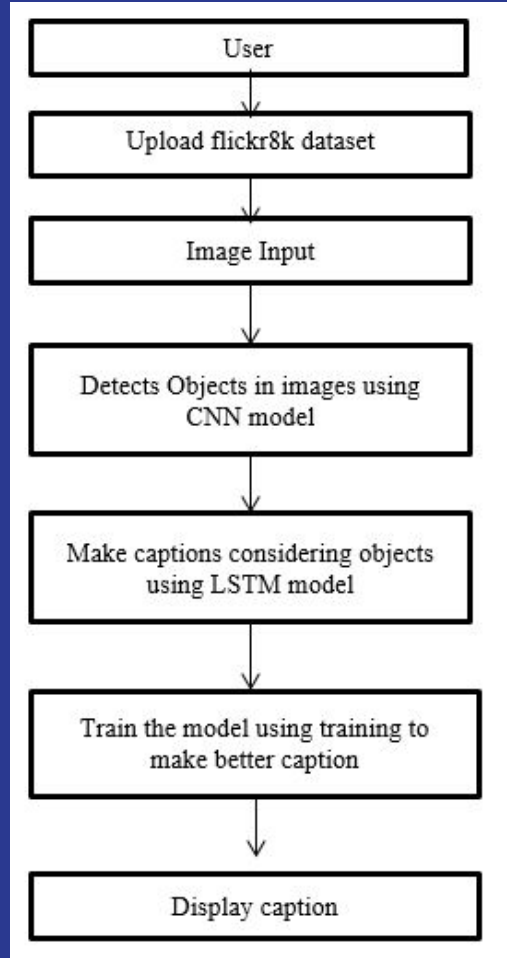 User
Upload flickr8k dataset
Image Input
Detects Objects in images using
CNN model
Make captions considering objects
using LSTM model
Train the model using training to
make better caption
Display caption